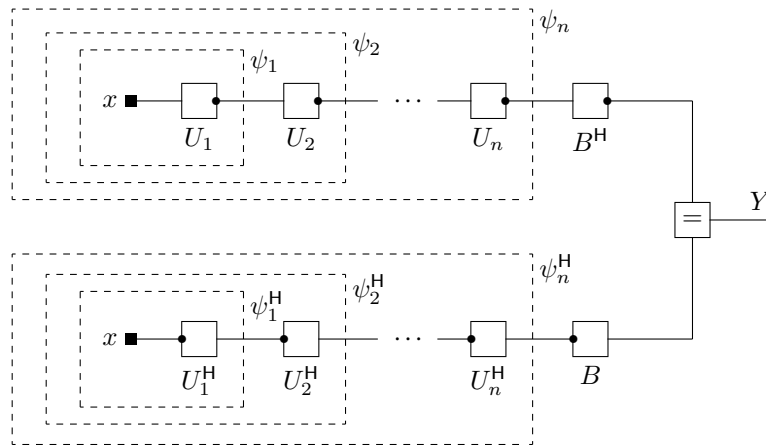 ψₙ
ψ₂
ψ₁
x ⋯
U₁ U₂ Uₙ Bᴴ
= Y
ψₙᴴ
ψ₂ᴴ
ψ₁ᴴ
x ⋯
U₁ᴴ U₂ᴴ Uₙᴴ B